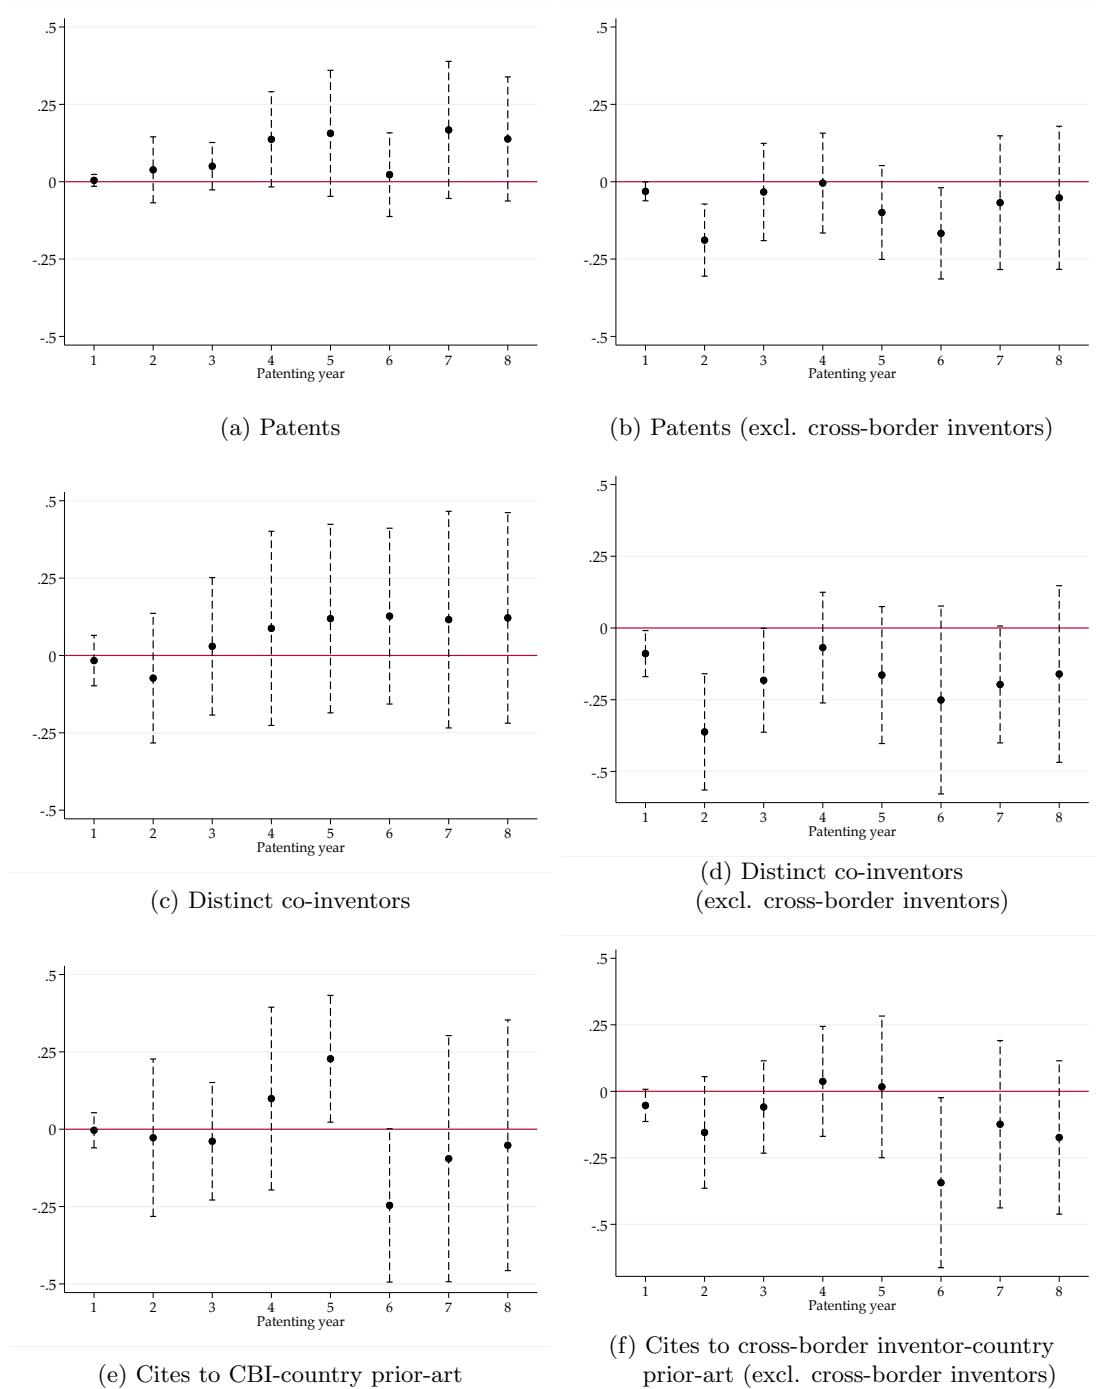 .5
.25
0
-.25
-.5
1 2 3 4 5 6 7 8
Patenting year
(a) Patents
.5
.25
0
-.25
-.5
1 2 3 4 5 6 7 8
Patenting year
(b) Patents (excl. cross-border inventors)
.5
.25
0
-.25
-.5
1 2 3 4 5 6 7 8
Patenting year
(c) Distinct co-inventors
.5
.25
0
-.25
-.5
1 2 3 4 5 6 7 8
Patenting year
(d) Distinct co-inventors
(excl. cross-border inventors)
.5
.25
0
-.25
-.5
1 2 3 4 5 6 7 8
Patenting year
(e) Cites to CBI-country prior-art
.5
.25
0
-.25
-.5
1 2 3 4 5 6 7 8
Patenting year
(f) Cites to cross-border inventor-country
prior-art (excl. cross-border inventors)